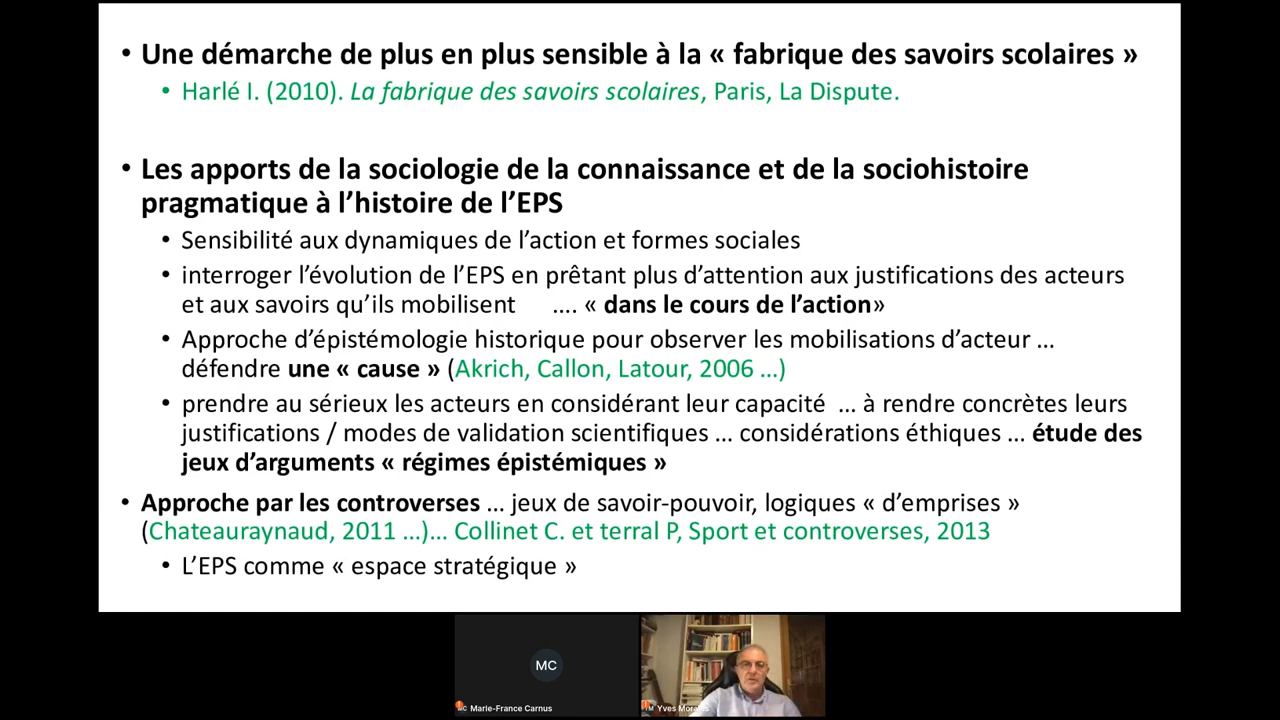 • Une démarche de plus en plus sensible à la « fabrique des savoirs scolaires »
• Harlé I. (2010). La fabrique des savoirs scolaires, Paris, La Dispute.
• Les apports de la sociologie de la connaissance et de la sociohistoire
pragmatique à l’histoire de l’EPS
• Sensibilité aux dynamiques de l’action et formes sociales
• interroger l’évolution de l’EPS en prêtant plus d’attention aux justifications des acteurs
et aux savoirs qu’ils mobilisent .... « dans le cours de l’action»
• Approche d’épistémologie historique pour observer les mobilisations d’acteur ...
défendre une « cause » (Akrich, Callon, Latour, 2006 ...)
• prendre au sérieux les acteurs en considérant leur capacité ... à rendre concrètes leurs
justifications / modes de validation scientifiques ... considérations éthiques ... étude des
jeux d’arguments « régimes épistémiques »
• Approche par les controverses ... jeux de savoir-pouvoir, logiques « d’emprises »
(Chateauraynaud, 2011 ...)... Collinet C. et terral P, Sport et controverses, 2013
• L’EPS comme « espace stratégique »
MC
Marie-France Carnus
Yves Morales